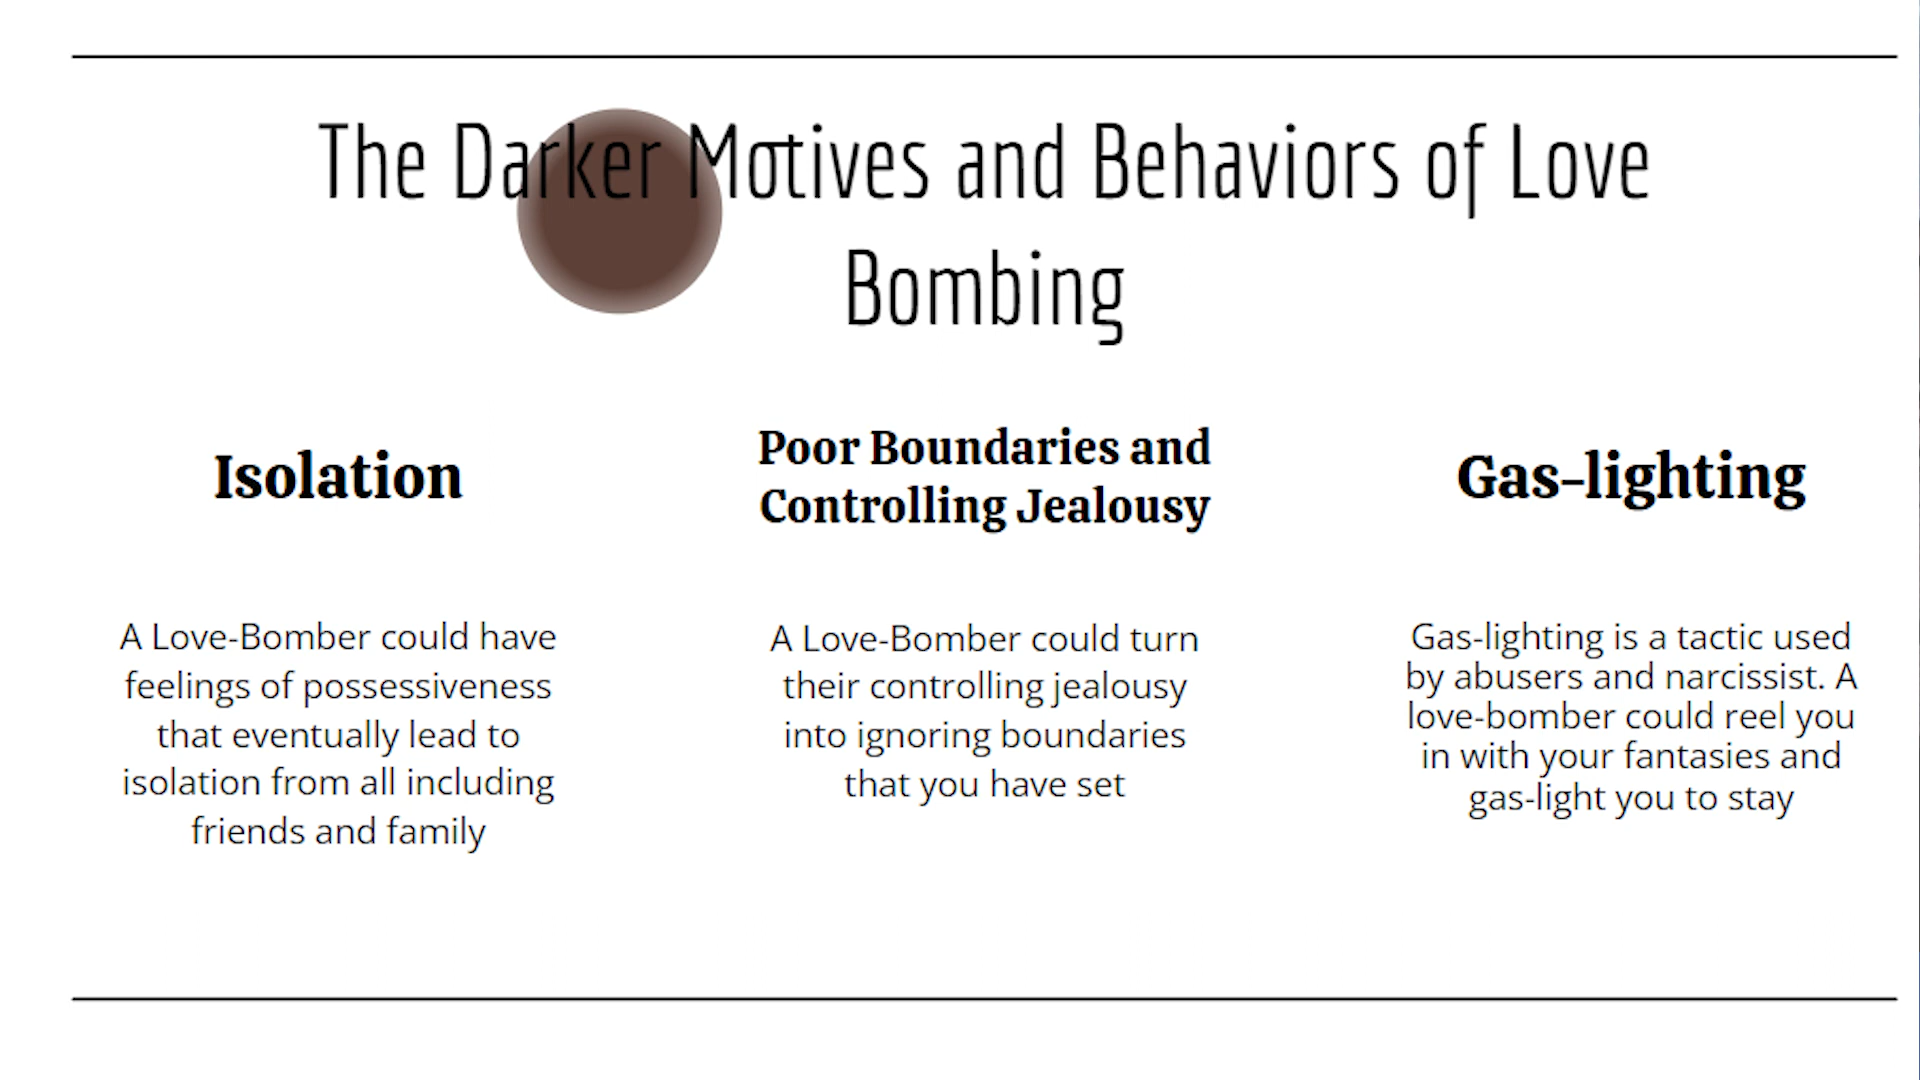 The Darker Motives and Behaviors of Love
Bombing
Isolation
A Love-Bomber could have
feelings of possessiveness
that eventually lead to
isolation from all including
friends and family
Poor Boundaries and
Controlling Jealousy
A Love-Bomber could turn
their controlling jealousy
into ignoring boundaries
that you have set
Gas-lighting
Gas-lighting is a tactic used
by abusers and narcissist. A
love-bomber could reel you
in with your fantasies and
gas-light you to stay